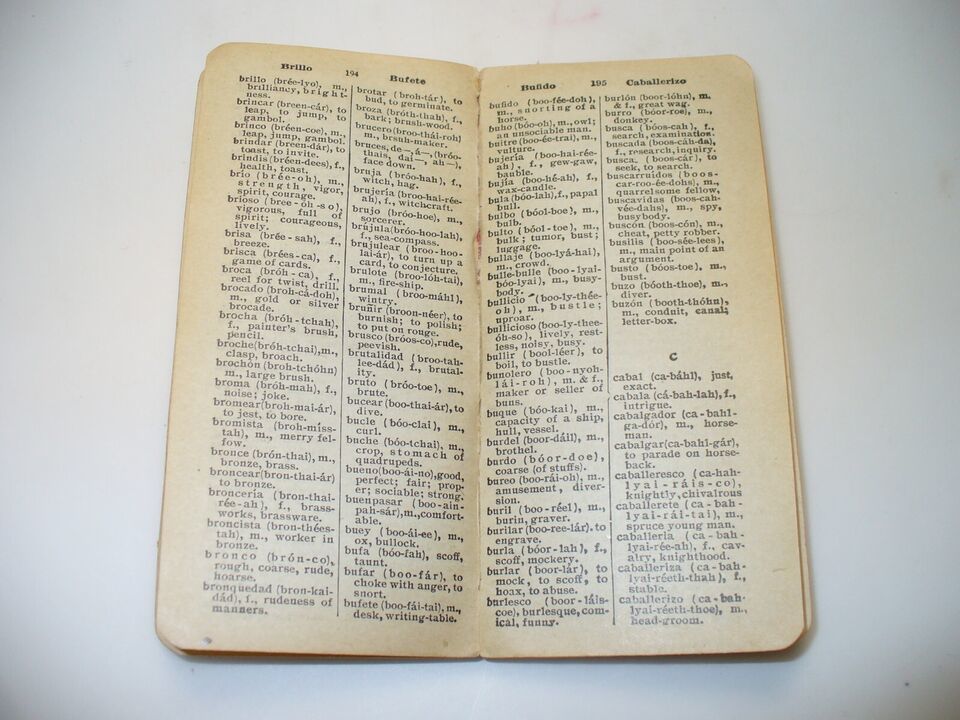 Brillo 194 Bufete
brillo (brée-lyo), m.,
brilliancy, bright-
ness.
brincar (breen-cár), to
leap, to jump, to
gambol.
brinco (bréen-coe), m.,
leap, jump, gambol.
brindar (breen-dár), to
toast, to invite.
brindis (bréen-dees), f.,
health, toast.
brío (brée-oh), m.,
strength, vigor,
spirit, courage.
brioso (bree-óh-so),
vigorous, full of
spirit; courageous,
lively.
brisa (brée-sah), f.,
breeze.
brisca (brées-ca), f.,
game of cards.
broca (bróh-ca), f.,
reel for twist, drill.
brocado (broh-cá-doh),
m., gold or silver
brocade.
brocha (bróh-tchah),
f., painter's brush,
pencil.
broche (bróh-tchai), m.,
clasp, broach.
brochón (broh-tchóhn)
m., large brush.
broma (bróh-mah), f.,
noise; joke.
bromear (broh-mai-ár),
to jest, to bore.
bromista (broh-míss-
tah), m., merry fel-
low.
bronce (brón-thai), m.,
bronze, brass.
broncear (bron-thai-ár)
to bronze.
broncería (bron-thai-
rée-ah), f., brass-
works, brassware.
broncista (bron-thées-
tah), m., worker in
bronze.
bronco (brón-co),
rough, coarse, rude,
hoarse.
bronquedad (bron-kai-
dád), f., rudeness of
manners.
brotar (broh-tár), to
bud, to germinate.
broza (bróth-thah), f.,
bark; brush-wood.
brucero (broo-thái-roh)
m., brsuh-maker.
bruces, de—, á—, (bróo-
thais, dai— ah—),
face down.
bruja (bróo-hah), f.,
witch, hag.
brujería (broo-hai-rée-
ah), f., witchcraft.
brujo (bróo-hoe), m.,
sorcerer.
brújula (bróo-hoo-lah),
f., sea-compass.
brujulear (broo-hoo-
lai-ár), to turn up a
card, to conjecture.
brulote (broo-lóh-tai),
m., fire-ship.
brumal (broo-máhl),
wintry.
bruñir (broon-néer), to
burnish; to polish;
to put on rouge.
brusco (bróos-co), rude,
peevish.
brutalidad (broo-tah-
lee-dád), f., brutal-
ity.
bruto (bróo-toe), m.,
brute.
bucear (boo-thai-ár), to
dive.
bucle (bóo-clai), m.,
curl.
buche (bóo-tchai), m.,
crop, stomach of
quadrupeds.
bueno (boo-ái-no), good,
perfect; fair; prop-
er; sociable; strong.
buenpasar (boo-ain-
pah-sár), m., comfort-
able.
buey (boo-ái-ee), m.,
ox, bullock.
bufa (bóo-fah), scoff,
taunt.
bufar (boo-fár), to
choke with anger, to
snort.
bufete (boo-fái-tai), m.,
desk, writing-table.
Bufido 195 Caballerizo
bufido (boo-fée-doh),
m., snorting of a
horse.
buho (bóo-oh), m., owl;
an unsociable man.
buitre (boo-ée-trai), m.,
vulture.
bujería (boo-hai-rée-
ah), f., gew-gaw,
bauble.
bujía (boo-hé-ah), f.,
wax-candle.
bula (bóo-lah), f., papal
bull.
bulbo (bóol-boe), m.,
bulb.
bulto (bóol-toe), m.,
bulk; tumor, bust;
luggage.
bullaje (boo-lyá-hai),
m., crowd.
bulle-bulle (boo-lyai-
bóo-lyai), m., busy-
body.
bullicio (boo-ly-thée-
oh), m., bustle;
uproar.
bullicioso (boo-ly-thee-
óh-so), lively, rest-
less, noisy, busy.
bullir (bool-léer), to
boil, to bustle.
buñolero (boo-nyoh-
lái-roh), m. & f.,
maker or seller of
buns.
buque (bóo-kai), m.,
capacity of a ship,
hull, vessel.
burdel (boor-dáil), m.,
brothel.
burdo (bóor-doe),
coarse (of stuffs).
bureo (boo-rái-oh), m.,
amusement, diver-
sion.
buril (boo-réel), m.,
burin, graver.
burilar (boo-ree-lár). to
engrave.
burla (bóor-lah), f.,
scoff, mockery.
burlar (boor-lár), to
mock, to scoff, to
hoax, to abuse.
burlesco (boor-láis-
coe), burlesque, com-
ical, funny.
burlón (boor-lóhn), m.
& f., great wag.
burro (bóor-roe), m.,
donkey.
busca (bóos-cah), f.,
search, examination.
buscada (boos-cáh-da),
f., research, inquiry.
busca. (boos-cár), to
seek, to search.
buscarruidos (boos-
car-roo-ée-dohs), m.,
quarrelsome fellow,
buscavidas (boos-cah-
vée-dahs), m., spy,
busybody.
buscón (boos-cón), m.,
cheat, petty robber.
busilis (boo-sée-lees),
m., main point of an
argument.
busto (bóos-toe), m.,
bust.
buzo (bóoth-thoe), m.,
diver.
buzón (booth-thóhn),
m., conduit, canal;
letter-box.
C
cabal (ca-báhl), just,
exact.
cabala (cá-bah-lah), f.,
intrigue.
cabalgador (ca-bahl-
ga-dór), m., horse-
man.
cabalgar (ca-bahl-gár),
to parade on horse-
back.
caballeresco (ca-bah-
lyai-ráis-co),
knightly, chivalrous
caballerete (ca-bah-
lyai-rái-tai), m.,
spruce young man.
caballería (ca-bah-
lyai-rée-ah), f., cav-
alry, knighthood.
caballeriza (ca-bah-
lyai-réeth-thah), f.,
stable.
caballerizo (ca-bah-
lyai-réeth-thoe), m.,
head-groom.